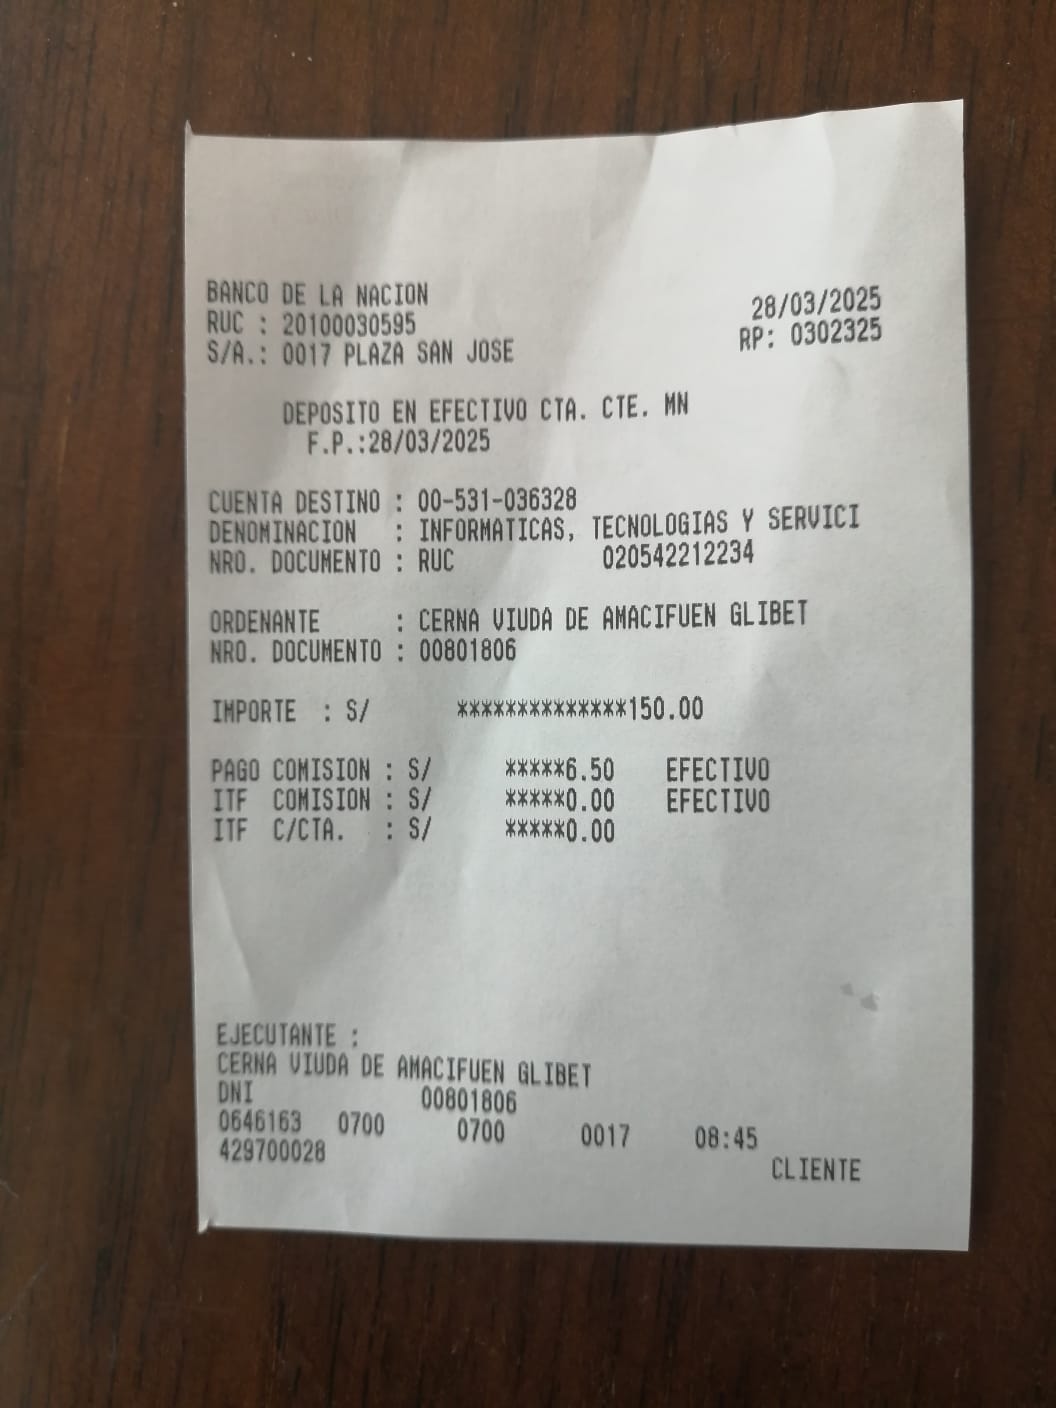 BANCO DE LA NACION
28/03/2025
RUC : 20100030595
RP: 0302325
S/A.: 0017 PLAZA SAN JOSE
DEPOSITO EN EFECTIVO CTA. CTE. MN
F.P.:28/03/2025
CUENTA DESTINO : 00-531-036328
DENOMINACION : INFORMATICAS, TECNOLOGIAS Y SERVICI
NRO. DOCUMENTO : RUC 020542212234
ORDENANTE : CERNA VIUDA DE AMACIFUEN GLIBET
NRO. DOCUMENTO : 00801806
IMPORTE : S/ **************150.00
PAGO COMISION : S/ *****6.50 EFECTIVO
ITF COMISION : S/ *****0.00 EFECTIVO
ITF C/CTA. : S/ *****0.00
EJECUTANTE :
CERNA VIUDA DE AMACIFUEN GLIBET
DNI 00801806
0646163 0700 0700 0017 08:45
429700028
CLIENTE